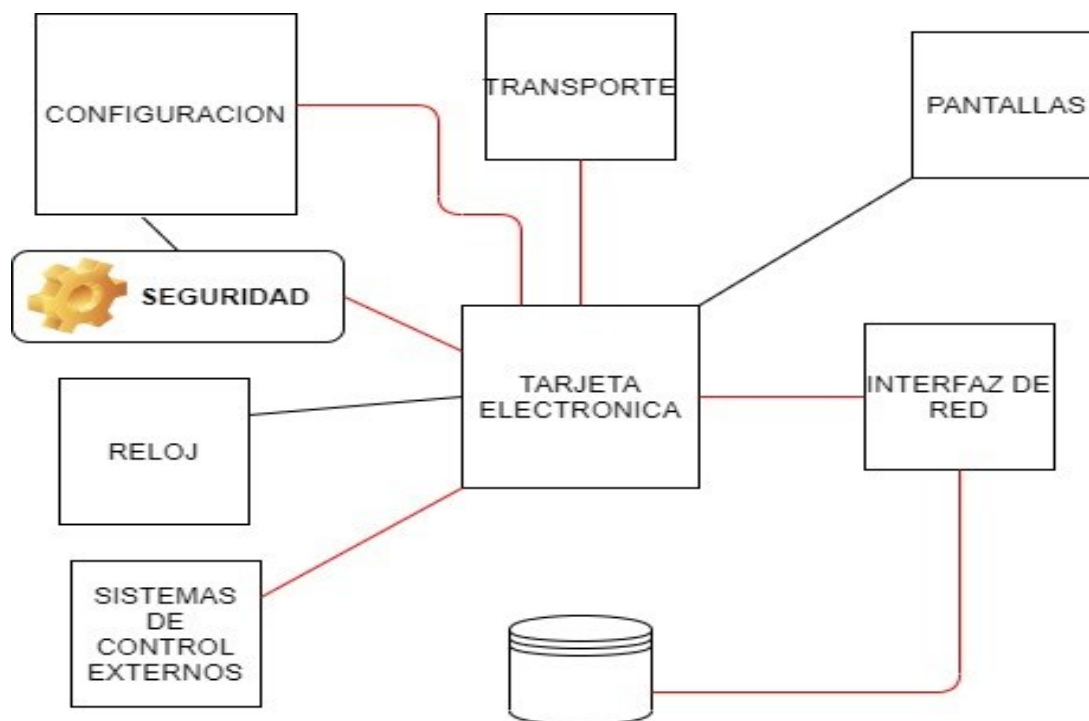 CONFIGURACION
TRANSPORTE
PANTALLAS
SEGURIDAD
TARJETA
ELECTRONICA
INTERFAZ DE
RED
RELOJ
SISTEMAS
DE
CONTROL
EXTERNOS